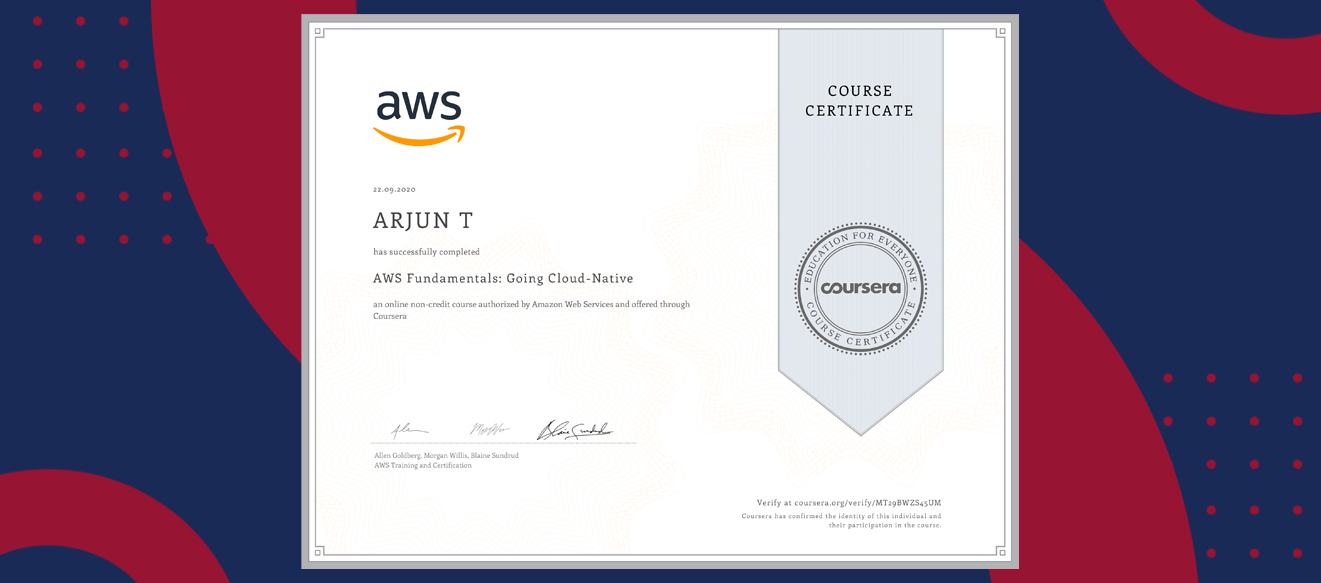 aws
COURSE
CERTIFICATE
22.09.2020
ARJUN T
has successfully completed
AWS Fundamentals: Going Cloud-Native
an online non-credit course authorized by Amazon Web Services and offered through
Coursera
EDUCATION FOR EVERYONE
coursera
COURSE CERTIFICATE
Allen Goldberg, Morgan Willis, Blaine Sundrud
AWS Training and Certification
Verify at coursera.org/verify/MT29BWZS45UM
Coursera has confirmed the identity of this individual and
their participation in the course.